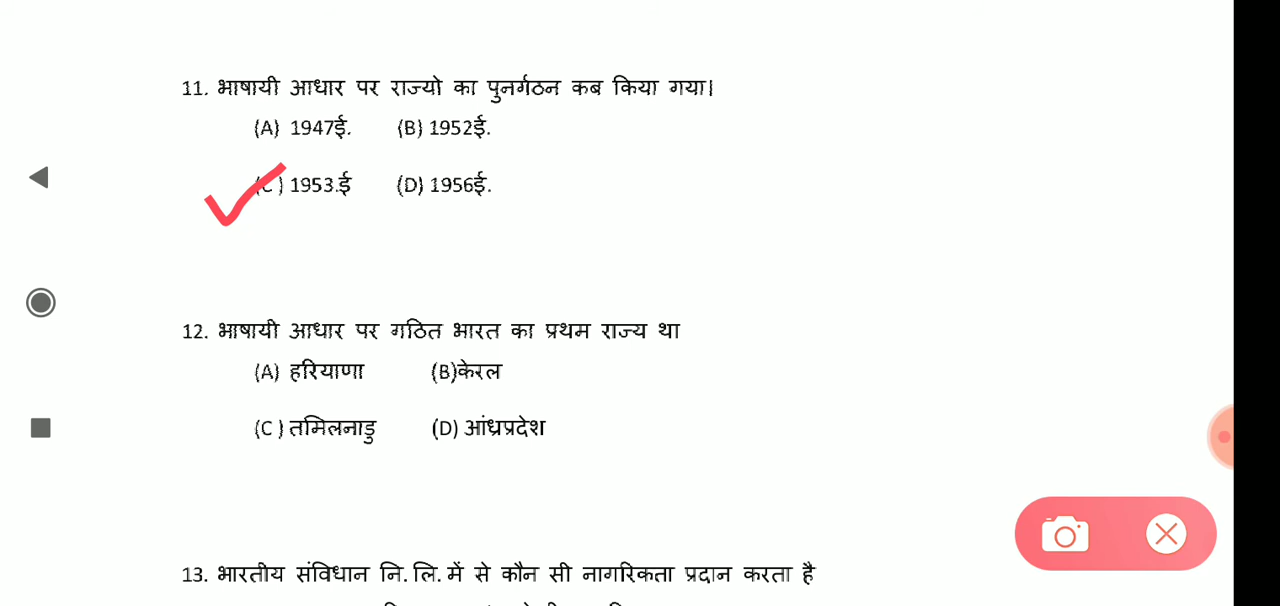 11. भाषायी आधार पर राज्यो का पुनर्गठन कब किया गया।
(A) 1947ई. (B) 1952ई.
(C ) 1953.ई (D) 1956ई.
12. भाषायी आधार पर गठित भारत का प्रथम राज्य था
(A) हरियाणा (B)केरल
(C ) तमिलनाडु (D) आंध्रप्रदेश
13. भारतीय संविधान नि. लि. में से कौन सी नागरिकता प्रदान करता है